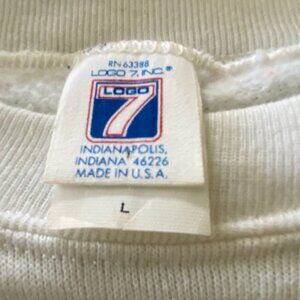 RN 63388
LOGO 7, INC.®
LOGO
7
INDIANAPOLIS,
INDIANA 46226
MADE IN U.S.A.
L